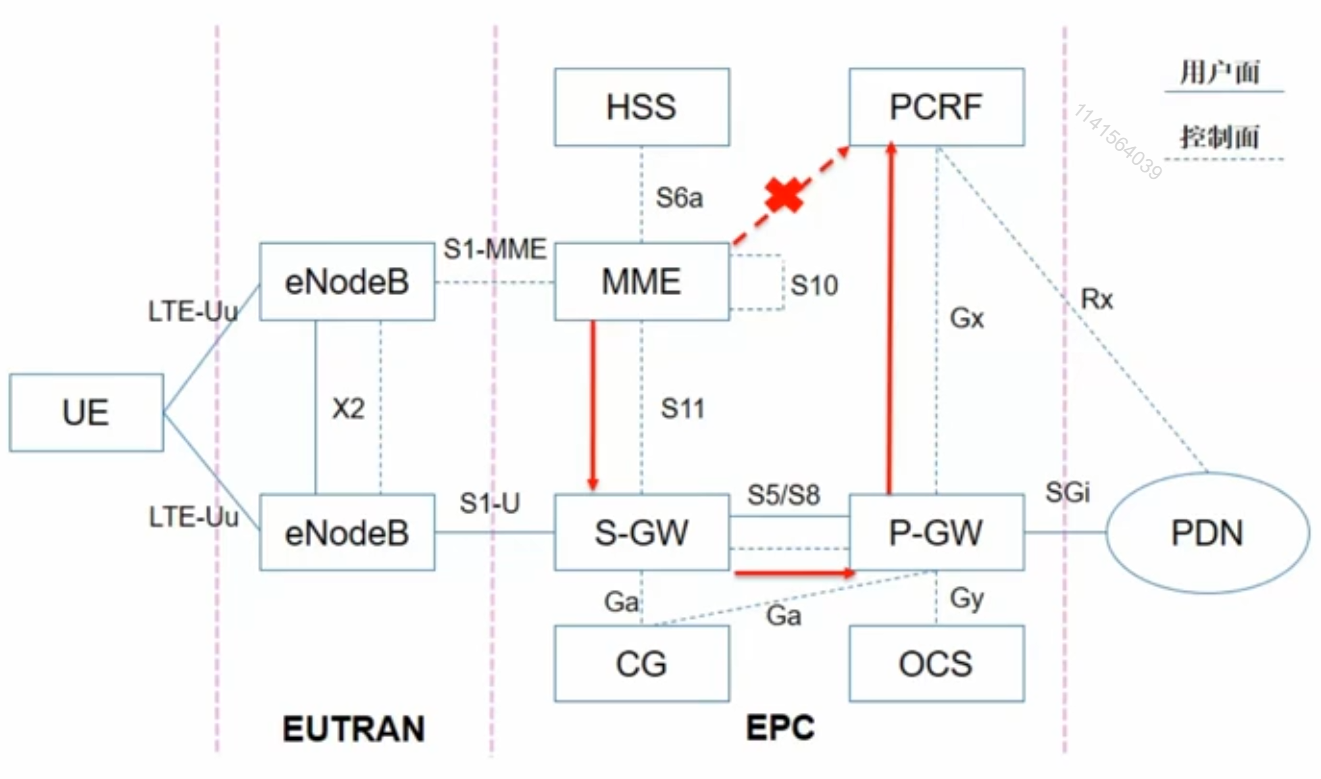 HSS
PCRF
用户面
控制面
1141564039
S6a
S1-MME
eNodeB
MME
S10
LTE-Uu
Gx
Rx
UE
X2
S11
S1-U
S5/S8
SGi
LTE-Uu
eNodeB
S-GW
P-GW
PDN
Ga
Ga
Gy
CG
OCS
EUTRAN
EPC